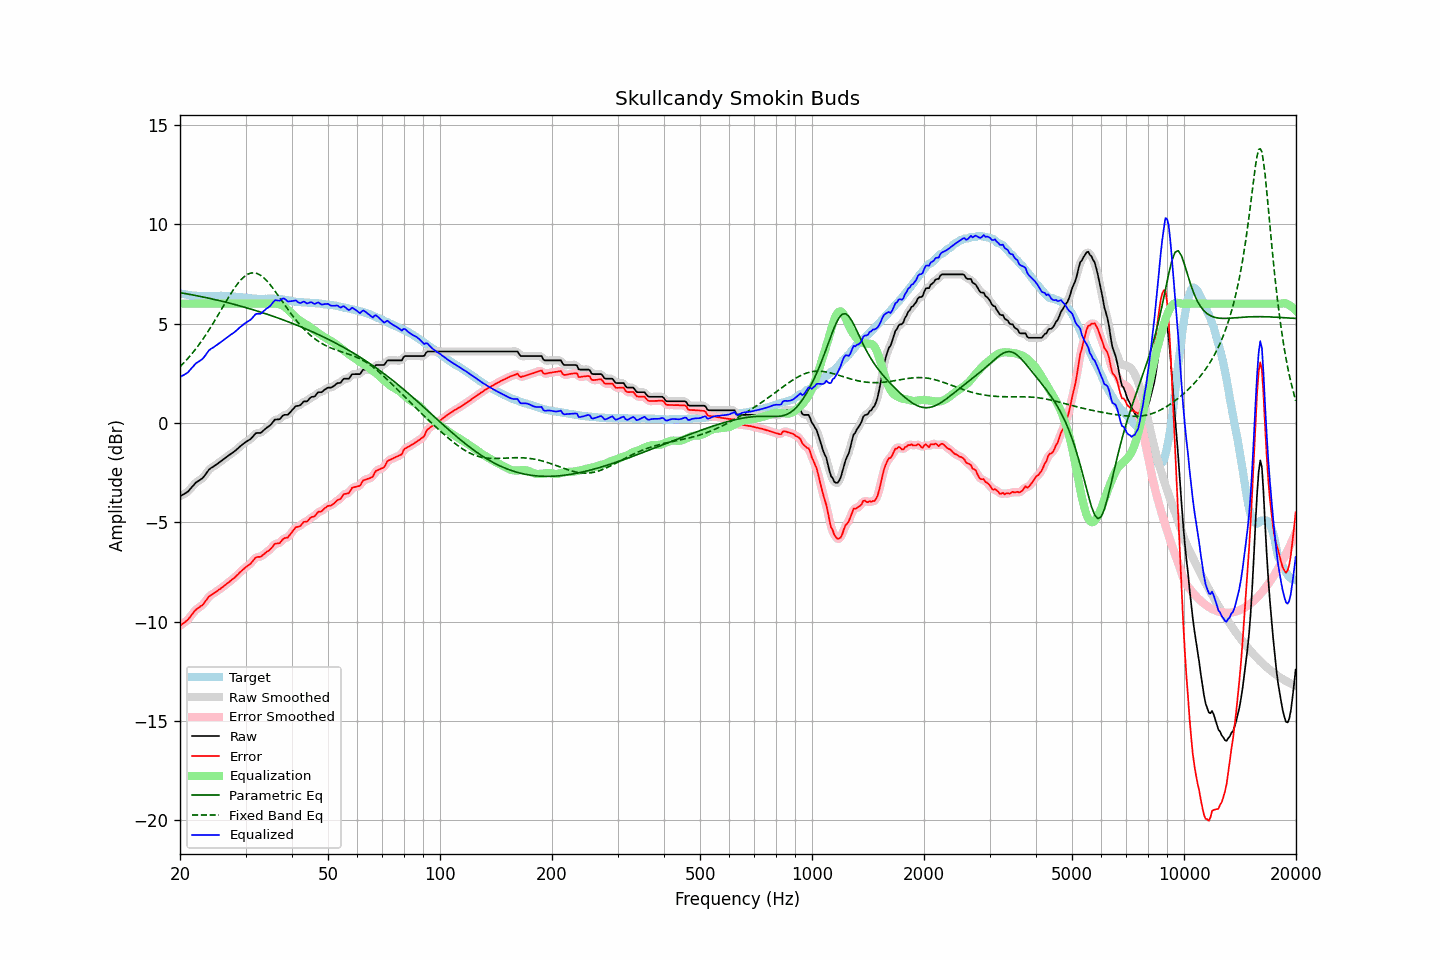 Skullcandy Smokin Buds
Amplitude (dBr)
15
10
5
0
−5
−10
−15
−20
Target
Raw Smoothed
Error Smoothed
Raw
Error
Equalization
Parametric Eq
Fixed Band Eq
Equalized
20
50
100
200
500
1000
2000
5000
10000
20000
Frequency (Hz)